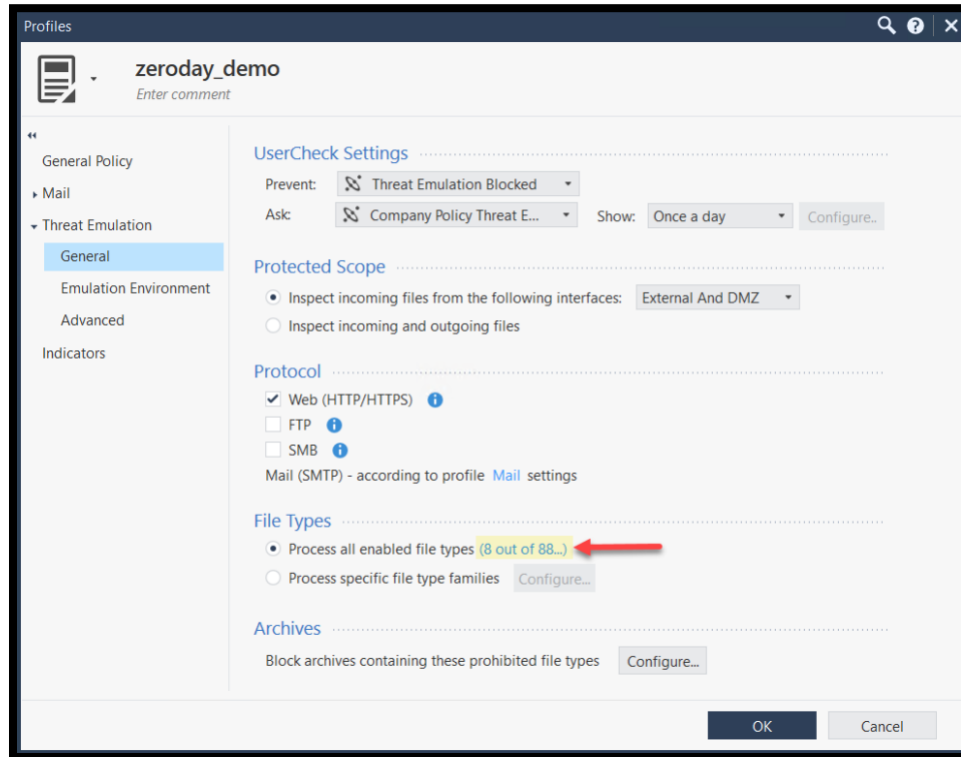 Profiles
zeroday_demo
Enter comment
General Policy
Mail
Threat Emulation
General
Emulation Environment
Advanced
Indicators
UserCheck Settings
Prevent: Threat Emulation Blocked
Ask: Company Policy Threat E... Show: Once a day Configure..
Protected Scope
Inspect incoming files from the following interfaces: External And DMZ
Inspect incoming and outgoing files
Protocol
Web (HTTP/HTTPS)
FTP
SMB
Mail (SMTP) - according to profile Mail settings
File Types
Process all enabled file types (8 out of 88...)
Process specific file type families Configure...
Archives
Block archives containing these prohibited file types Configure...
OK Cancel